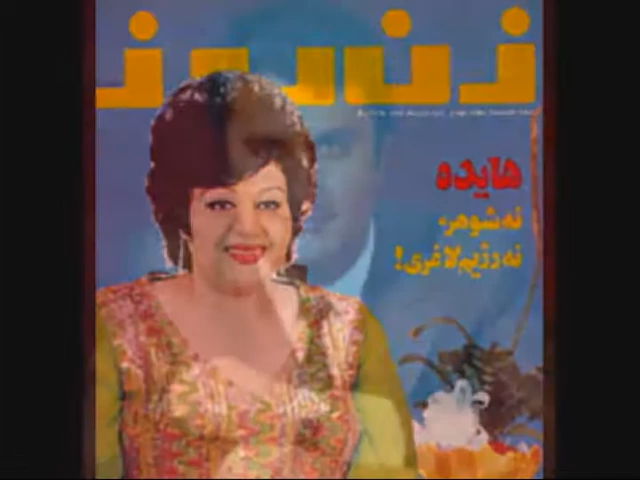 زن روز
هایده
نه شوهر،
نه رژیم لاغری!